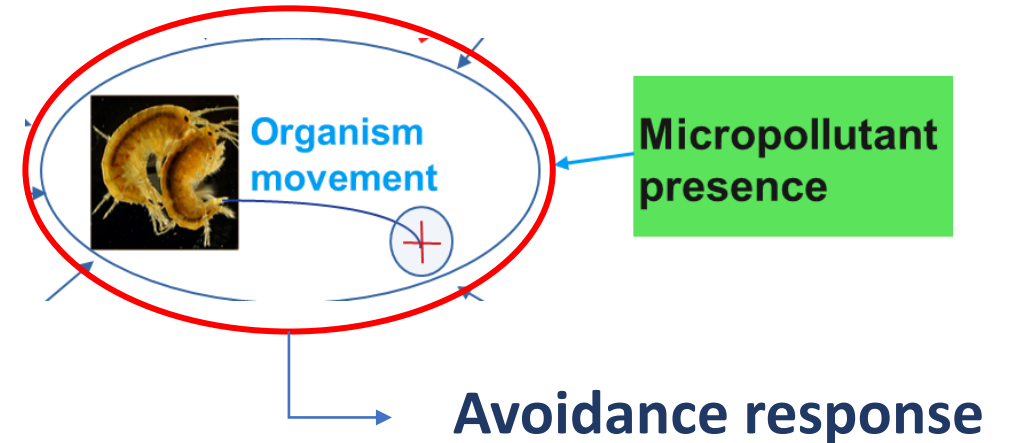 Organism
movement
Micropollutant
presence
Avoidance response